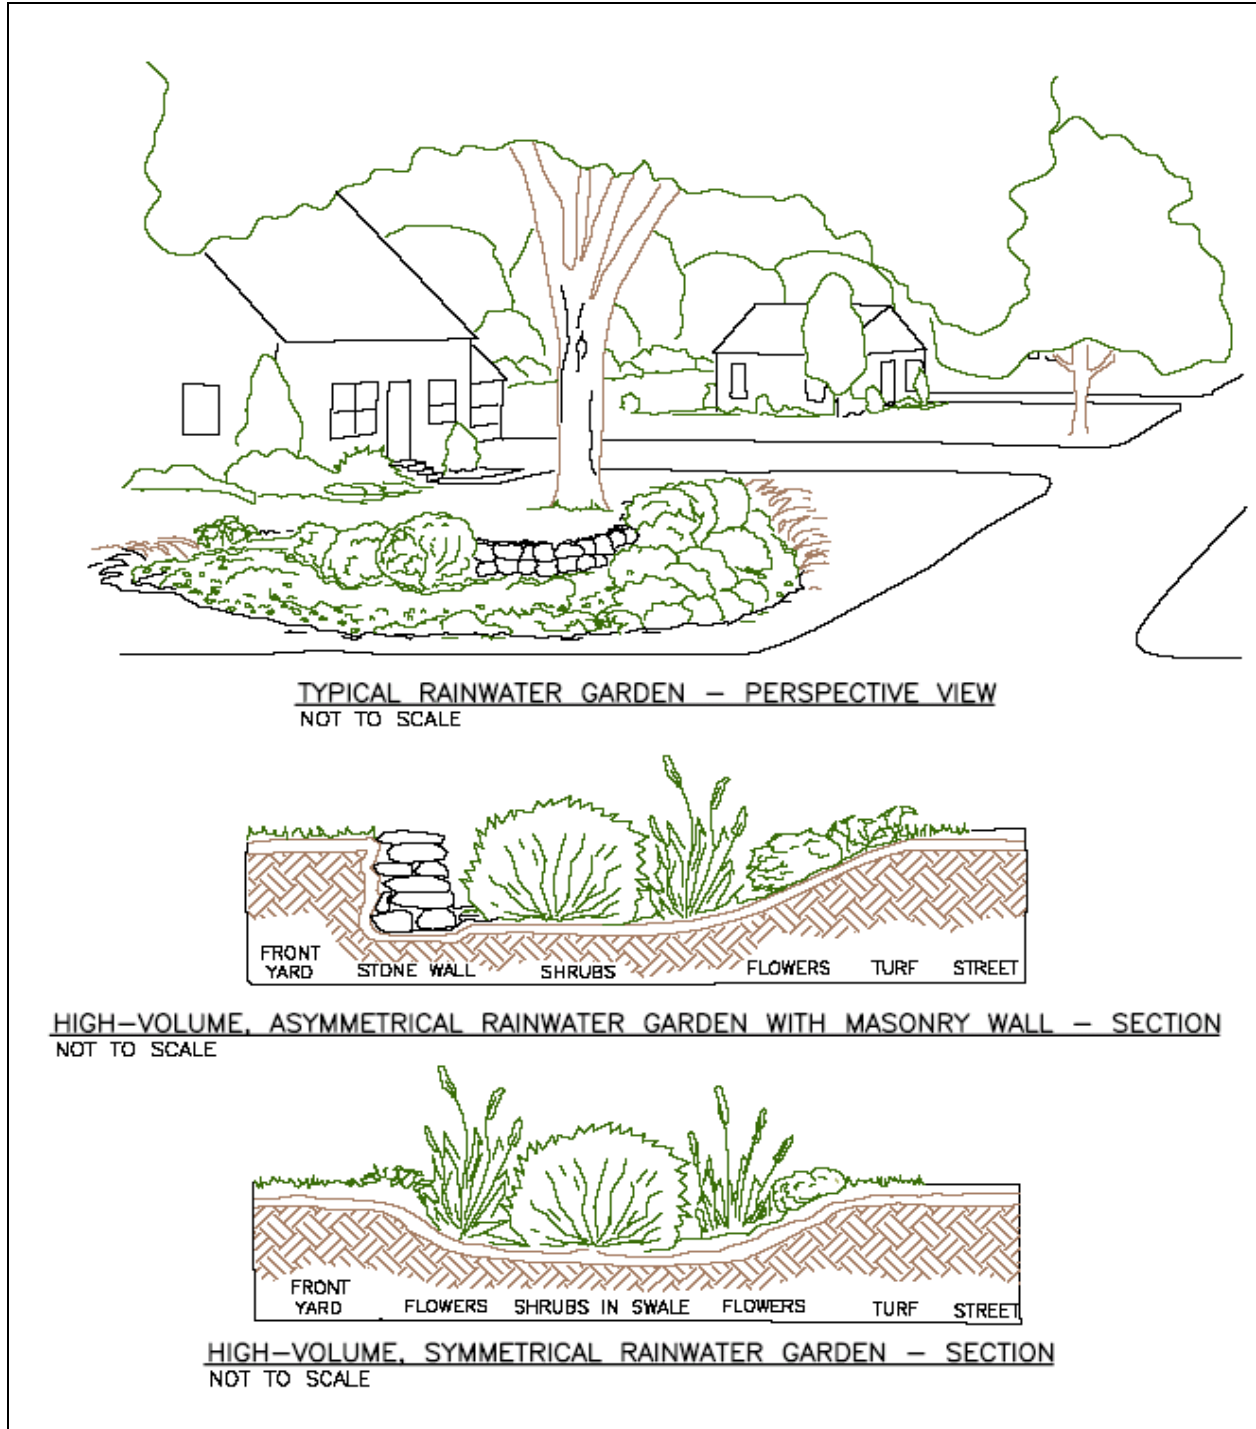 TYPICAL RAINWATER GARDEN – PERSPECTIVE VIEW
NOT TO SCALE
FRONT
YARD
STONE WALL
SHRUBS
FLOWERS
TURF
STREET
HIGH–VOLUME, ASYMMETRICAL RAINWATER GARDEN WITH MASONRY WALL – SECTION
NOT TO SCALE
FRONT
YARD
FLOWERS
SHRUBS IN SWALE
FLOWERS
TURF
STREET
HIGH–VOLUME, SYMMETRICAL RAINWATER GARDEN – SECTION
NOT TO SCALE